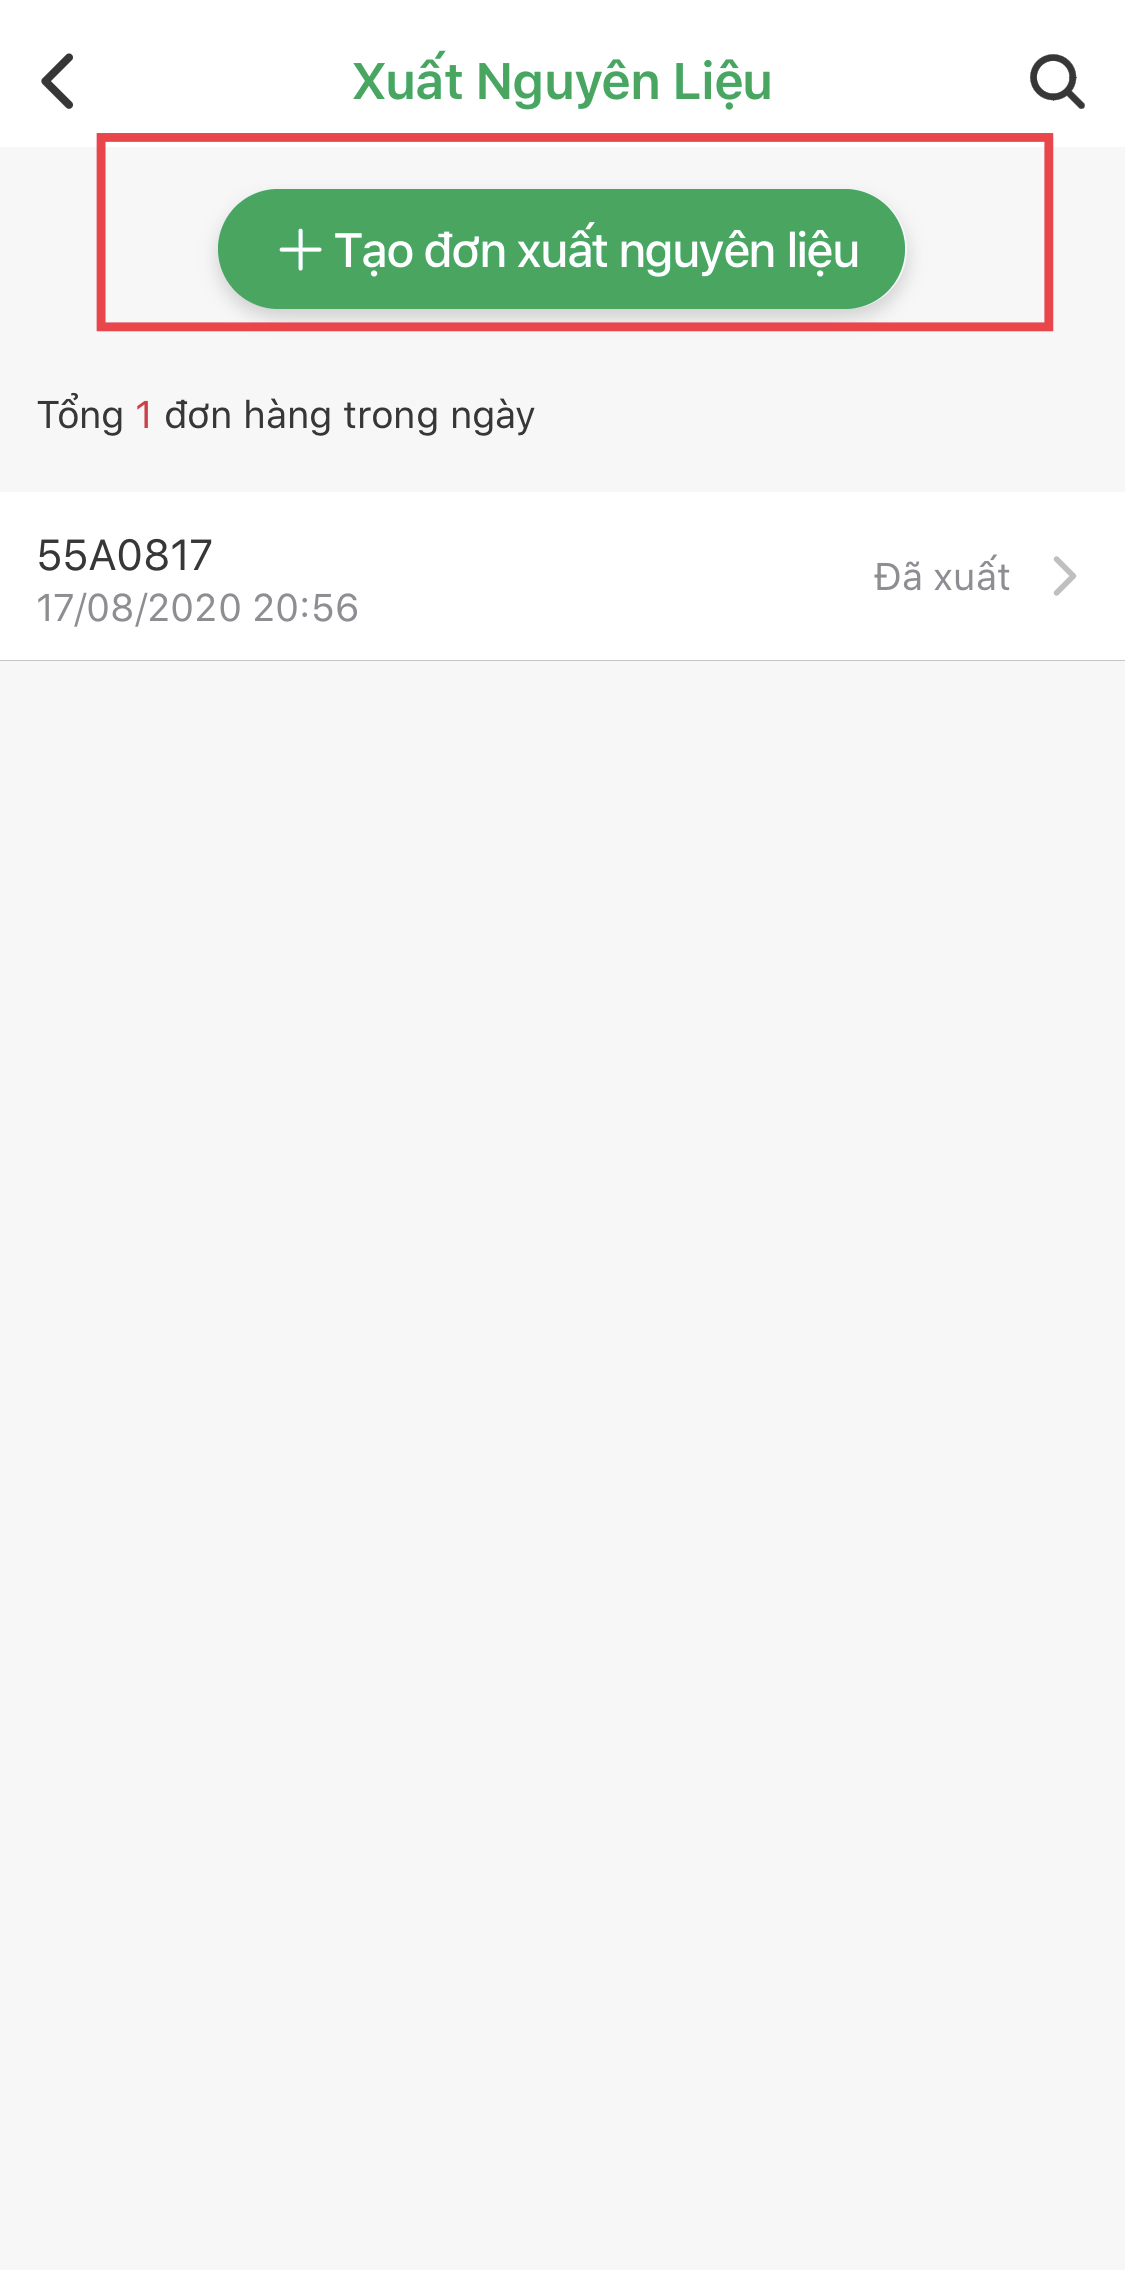 Xuất Nguyên Liệu
+ Tạo đơn xuất nguyên liệu
Tổng 1 đơn hàng trong ngày
55A0817
Đã xuất
17/08/2020 20:56